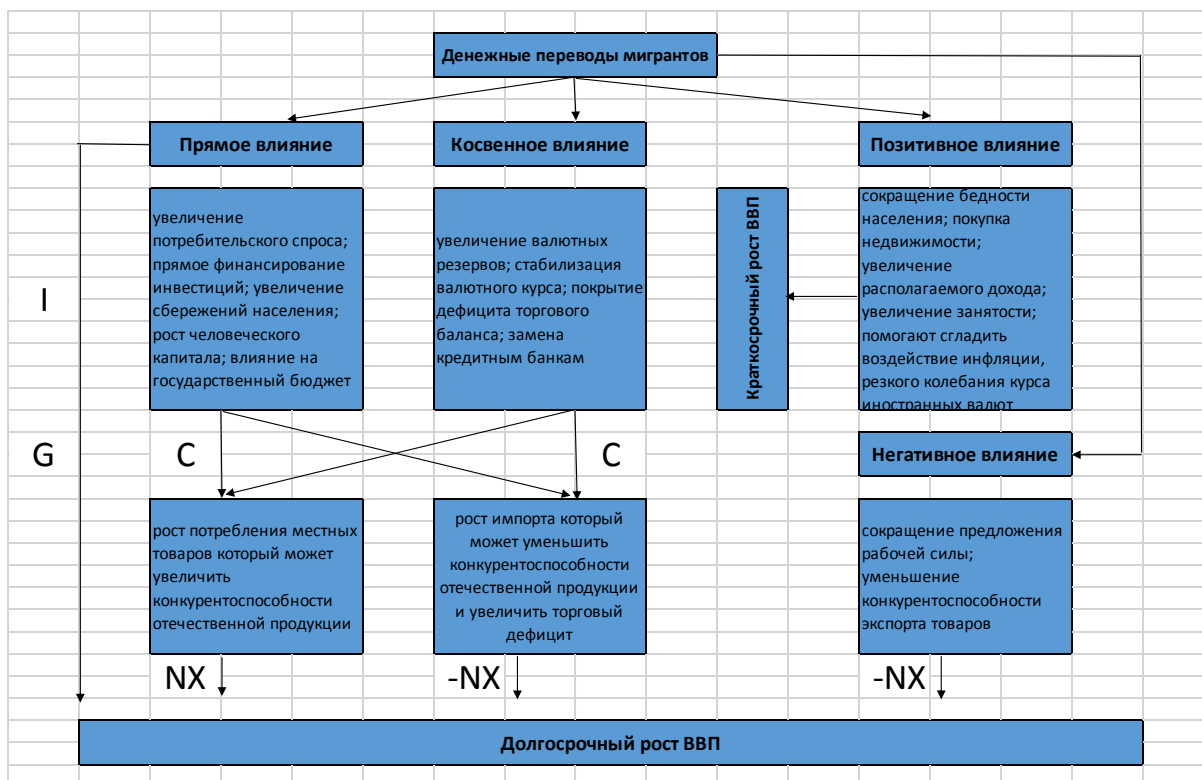 Денежные переводы мигрантов
Прямое влияние
Косвенное влияние
Позитивное влияние
увеличение
потребительского спроса;
прямое финансирование
инвестиций; увеличение
сбережений населения;
рост человеческого
капитала; влияние на
государственный бюджет
увеличение валютных
резервов; стабилизация
валютного курса; покрытие
дефицита торгового
баланса; замена
кредитным банкам
Краткосрочный рост ВВП
сокращение бедности
населения; покупка
недвижимости;
увеличение
располагаемого дохода;
увеличение занятости;
помогают сгладить
воздействие инфляции,
резкого колебания курса
иностранных валют
I
G
C
C
Негативное влияние
рост потребления местных
товаров который может
увеличить
конкурентоспособности
отечественной продукции
рост импорта который
может уменьшить
конкурентоспособности
отечественной продукции
и увеличить торговый
дефицит
сокращение предложения
рабочей силы;
уменьшение
конкурентоспособности
экспорта товаров
NX
-NX
-NX
Долгосрочный рост ВВП